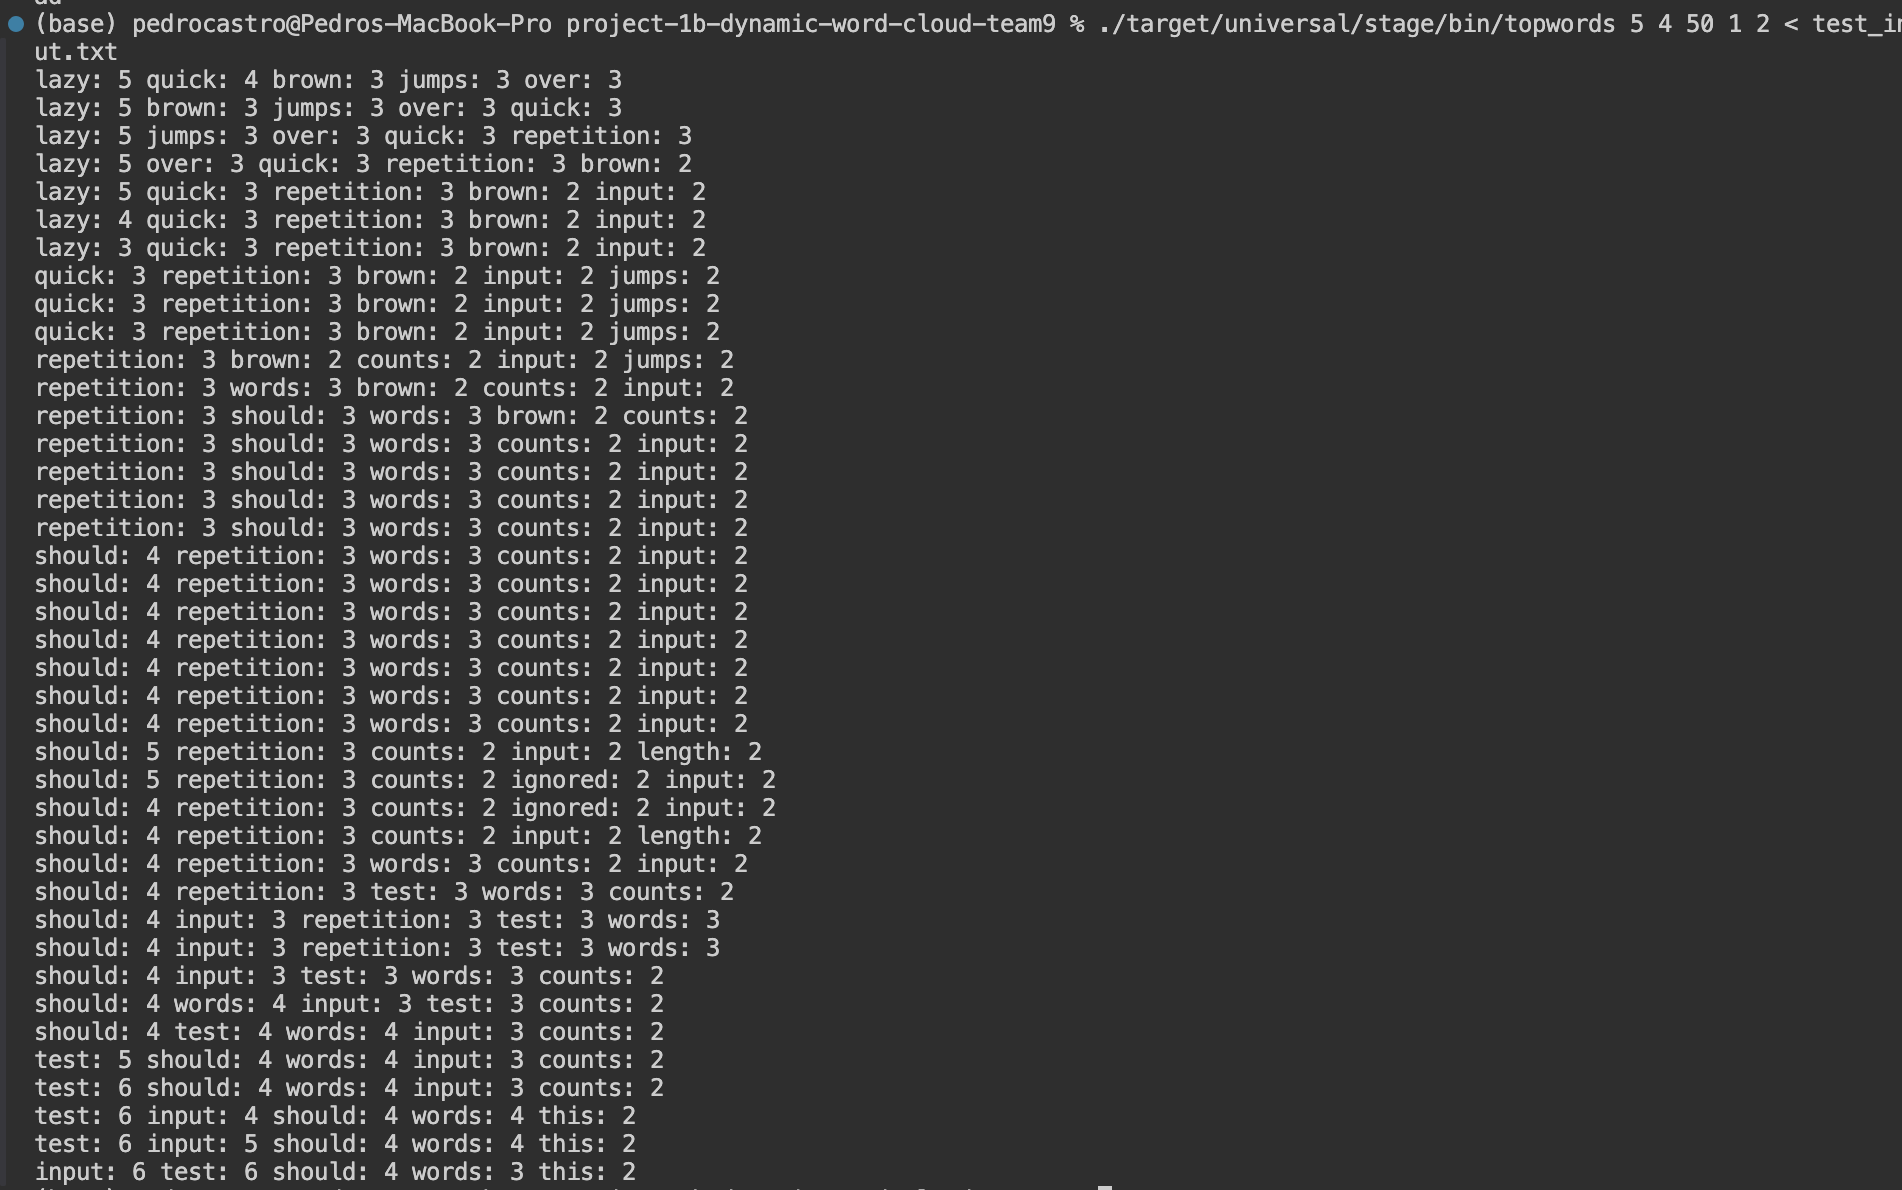 (base) pedrocastro@Pedros-MacBook-Pro project-1b-dynamic-word-cloud-team9 % ./target/universal/stage/bin/topwords 5 4 50 1 2 < test_in
ut.txt
lazy: 5 quick: 4 brown: 3 jumps: 3 over: 3
lazy: 5 brown: 3 jumps: 3 over: 3 quick: 3
lazy: 5 jumps: 3 over: 3 quick: 3 repetition: 3
lazy: 5 over: 3 quick: 3 repetition: 3 brown: 2
lazy: 5 quick: 3 repetition: 3 brown: 2 input: 2
lazy: 4 quick: 3 repetition: 3 brown: 2 input: 2
lazy: 3 quick: 3 repetition: 3 brown: 2 input: 2
quick: 3 repetition: 3 brown: 2 input: 2 jumps: 2
quick: 3 repetition: 3 brown: 2 input: 2 jumps: 2
quick: 3 repetition: 3 brown: 2 input: 2 jumps: 2
repetition: 3 brown: 2 counts: 2 input: 2 jumps: 2
repetition: 3 words: 3 brown: 2 counts: 2 input: 2
repetition: 3 should: 3 words: 3 brown: 2 counts: 2
repetition: 3 should: 3 words: 3 counts: 2 input: 2
repetition: 3 should: 3 words: 3 counts: 2 input: 2
repetition: 3 should: 3 words: 3 counts: 2 input: 2
repetition: 3 should: 3 words: 3 counts: 2 input: 2
should: 4 repetition: 3 words: 3 counts: 2 input: 2
should: 4 repetition: 3 words: 3 counts: 2 input: 2
should: 4 repetition: 3 words: 3 counts: 2 input: 2
should: 4 repetition: 3 words: 3 counts: 2 input: 2
should: 4 repetition: 3 words: 3 counts: 2 input: 2
should: 4 repetition: 3 words: 3 counts: 2 input: 2
should: 4 repetition: 3 words: 3 counts: 2 input: 2
should: 5 repetition: 3 counts: 2 input: 2 length: 2
should: 5 repetition: 3 counts: 2 ignored: 2 input: 2
should: 4 repetition: 3 counts: 2 ignored: 2 input: 2
should: 4 repetition: 3 counts: 2 input: 2 length: 2
should: 4 repetition: 3 words: 3 counts: 2 input: 2
should: 4 repetition: 3 test: 3 words: 3 counts: 2
should: 4 input: 3 repetition: 3 test: 3 words: 3
should: 4 input: 3 repetition: 3 test: 3 words: 3
should: 4 input: 3 test: 3 words: 3 counts: 2
should: 4 words: 4 input: 3 test: 3 counts: 2
should: 4 test: 4 words: 4 input: 3 counts: 2
test: 5 should: 4 words: 4 input: 3 counts: 2
test: 6 should: 4 words: 4 input: 3 counts: 2
test: 6 input: 4 should: 4 words: 4 this: 2
test: 6 input: 5 should: 4 words: 4 this: 2
input: 6 test: 6 should: 4 words: 3 this: 2